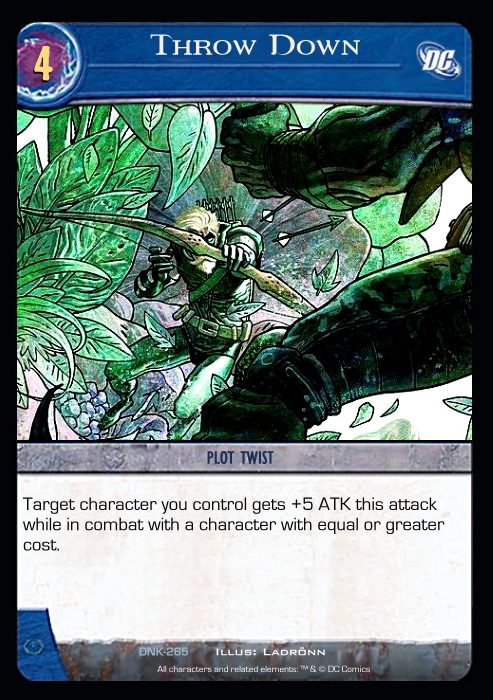 4
THROW DOWN
DC
PLOT TWIST
Target character you control gets +5 ATK this attack
while in combat with a character with equal or greater
cost.
DNK-265 ILLUS: LADRÖNN
All characters and related elements: ™ & © DC Comics